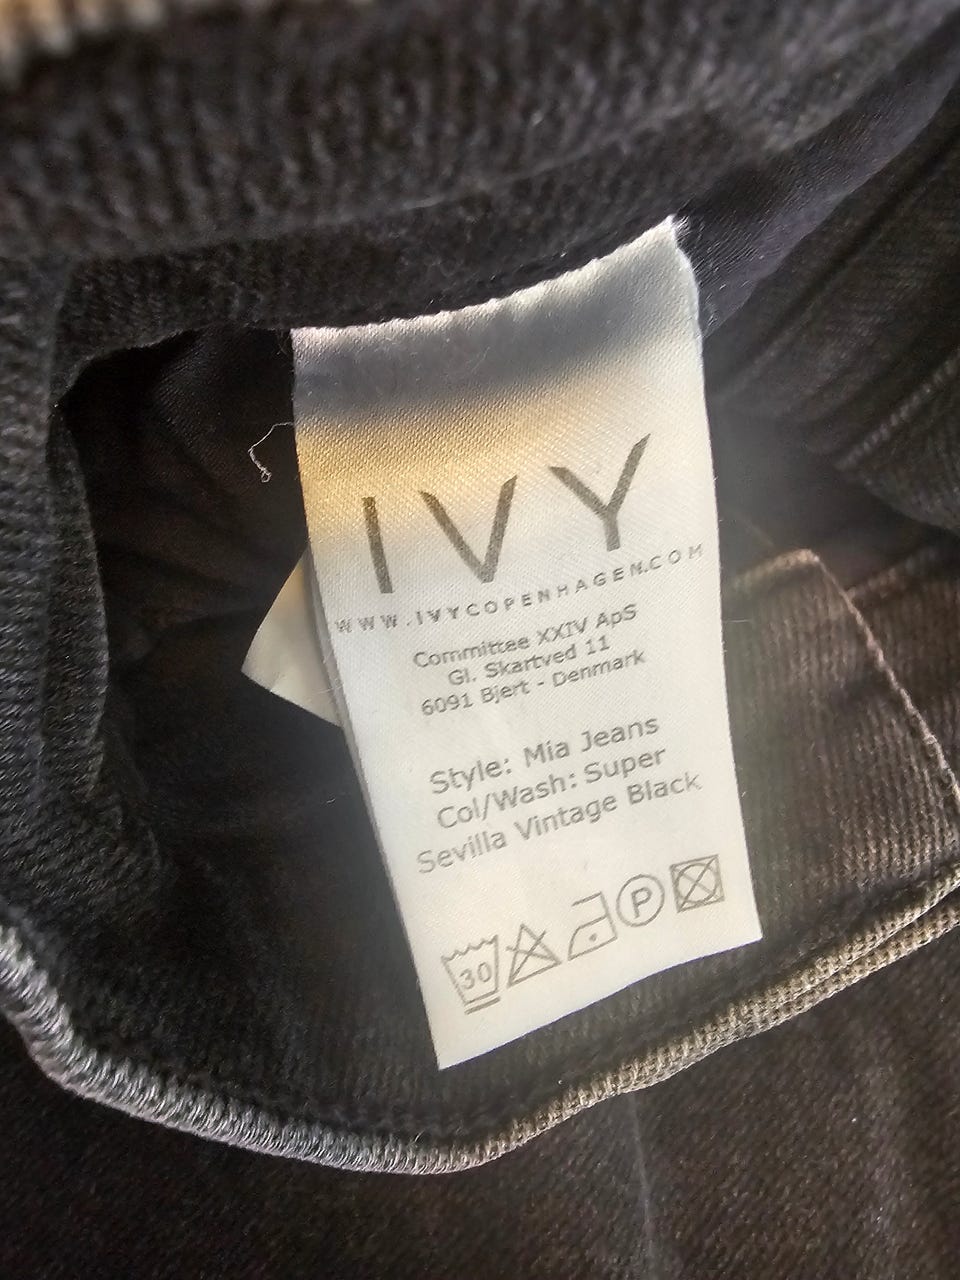 IVY
WWW.IVYCOPENHAGEN.COM
Committee XXIV ApS
Gl. Skartved 11
6091 Bjert - Denmark
Style: Mia Jeans
Col/Wash: Super
Sevilla Vintage Black
30 P